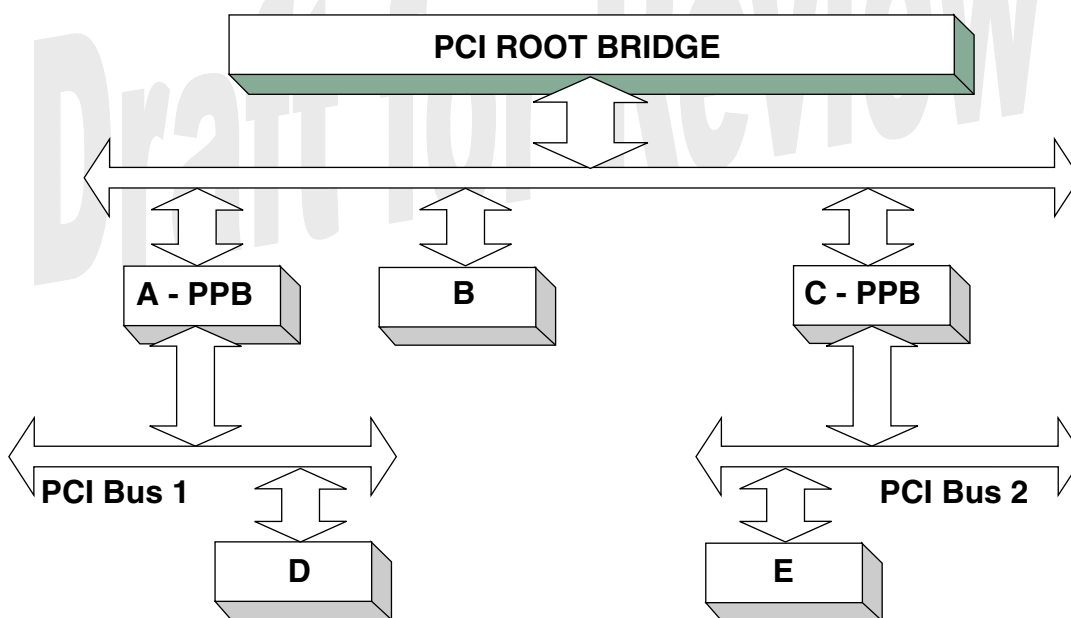 Draft for Review
PCI ROOT BRIDGE
A - PPB
B
C - PPB
PCI Bus 1
PCI Bus 2
D
E